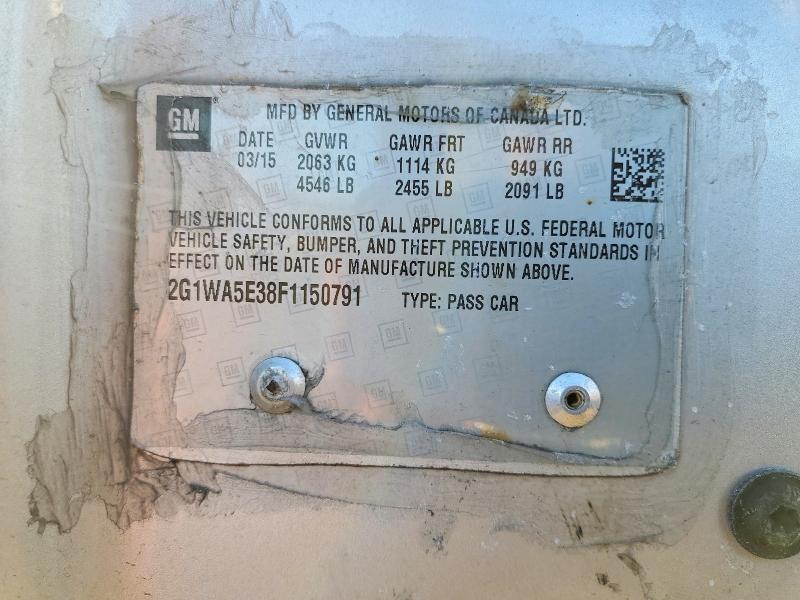 GM
MFD BY GENERAL MOTORS OF CANADA LTD.
DATE GVWR GAWR FRT GAWR RR
03/15 2063 KG 1114 KG 949 KG
4546 LB 2455 LB 2091 LB
THIS VEHICLE CONFORMS TO ALL APPLICABLE U.S. FEDERAL MOTOR
VEHICLE SAFETY, BUMPER, AND THEFT PREVENTION STANDARDS IN
EFFECT ON THE DATE OF MANUFACTURE SHOWN ABOVE.
2G1WA5E38F1150791 TYPE: PASS CAR